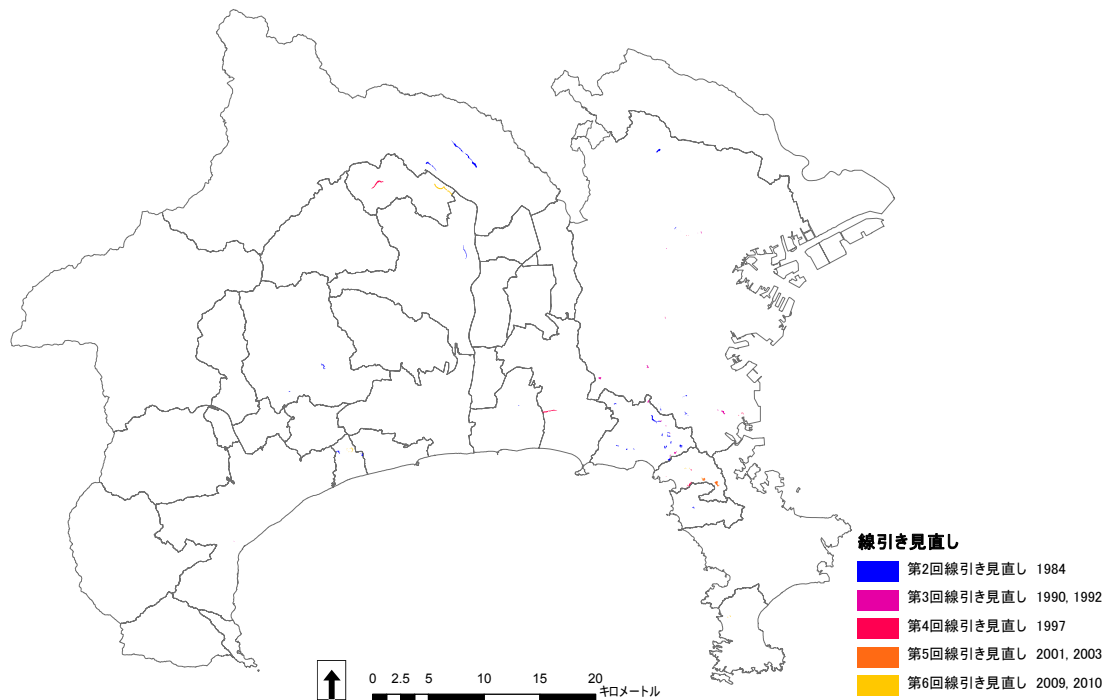 線引き見直し
第2回線引き見直し 1984
第3回線引き見直し 1990, 1992
第4回線引き見直し 1997
第5回線引き見直し 2001, 2003
第6回線引き見直し 2009, 2010
0 2.5 5 10 15 20
キロメートル